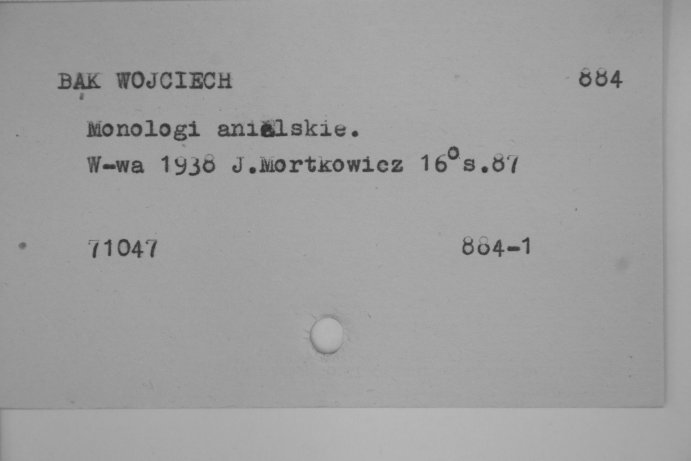 BĄK WOJCIECH 884
Monologi anielskie.
W-wa 1938 J.Mortkowicz 16° s.87
71047 884-1